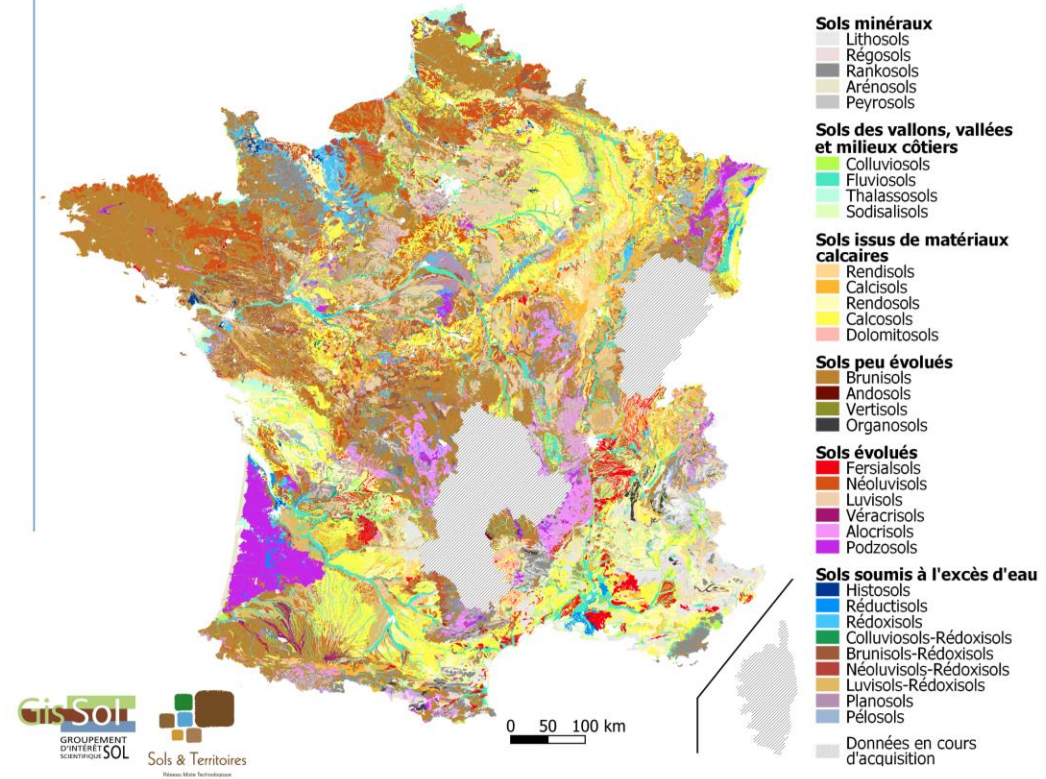 Sols minéraux
Lithosols
Régosols
Rankosols
Arénosols
Peyrosols
Sols des vallons, vallées
et milieux côtiers
Colluviosols
Fluviosols
Thalassosols
Sodisalisols
Sols issus de matériaux
calcaires
Rendisols
Calcisols
Rendosols
Calcosols
Dolomitosols
Sols peu évolués
Brunisols
Andosols
Vertisols
Organosols
Sols évolués
Fersialsols
Néoluvisols
Luvisols
Véracrisols
Alocrisols
Podzosols
Sols soumis à l'excès d'eau
Histosols
Réductisols
Rédoxisols
Colluviosols-Rédoxisols
Brunisols-Rédoxisols
Néoluvisols-Rédoxisols
Luvisols-Rédoxisols
Planosols
Pélosols
Données en cours
d'acquisition
0 50 100 km
Gis Sol
GROUPEMENT
D'INTÉRÊT
SCIENTIFIQUE SOL
Sols & Territoires
Réseau Mixte Technologique